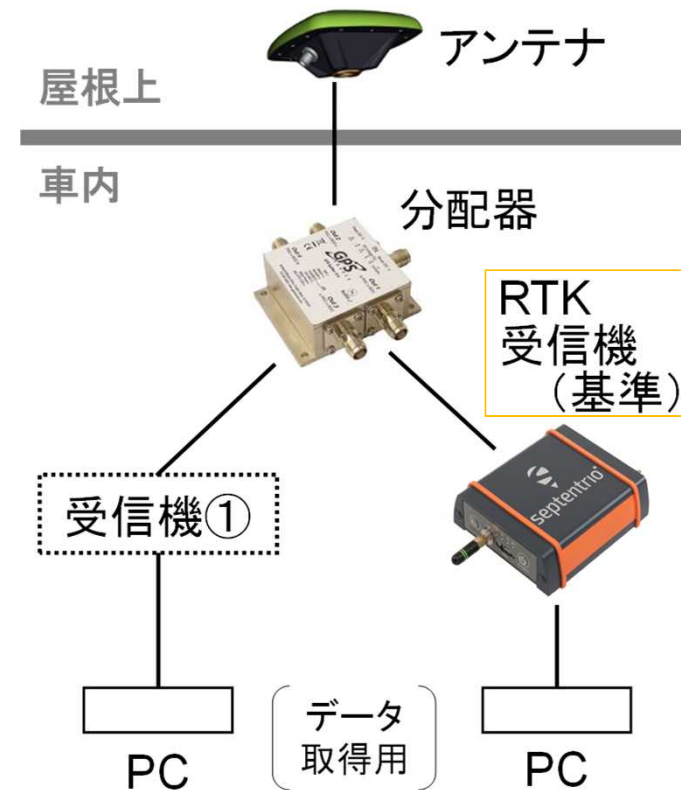 アンテナ
屋根上
車内
分配器
GPS
RTK
受信機
（基準）
septentrio
受信機①
データ
取得用
PC
PC